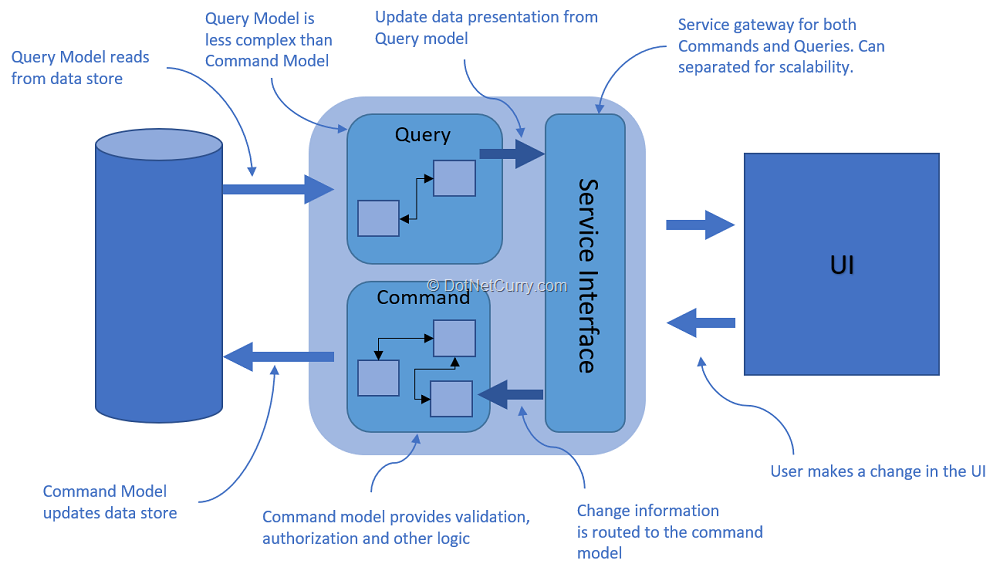 Query Model reads
from data store
Query Model is
less complex than
Command Model
Update data presentation from
Query model
Service gateway for both
Commands and Queries. Can
separated for scalability.
Query
Service Interface
UI
© DotNetCurry.com
Command
User makes a change in the UI
Command Model
updates data store
Command model provides validation,
authorization and other logic
Change information
is routed to the command
model